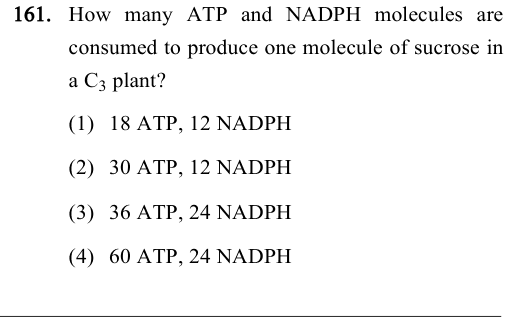 161. How many ATP and NADPH molecules are
consumed to produce one molecule of sucrose in
a C₃ plant?
(1) 18 ATP, 12 NADPH
(2) 30 ATP, 12 NADPH
(3) 36 ATP, 24 NADPH
(4) 60 ATP, 24 NADPH